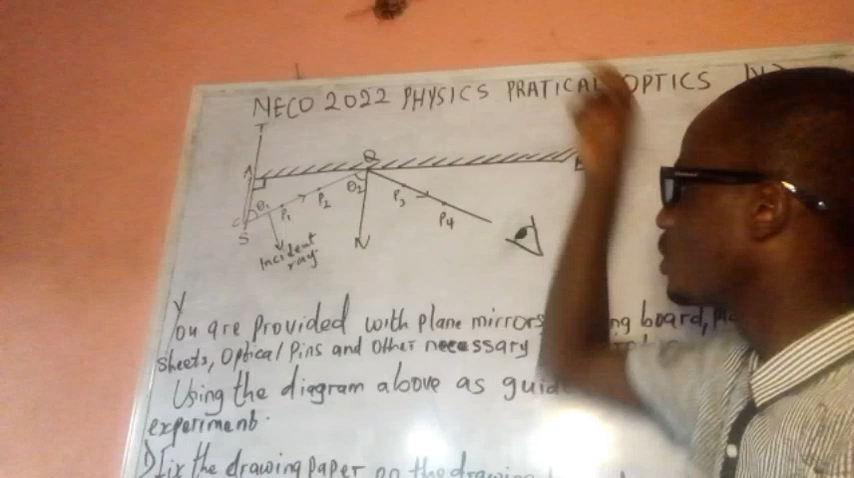 NECO 2022 PHYSICS PRATICAL OPTICS
T
A
Q
θ1
P1
P2
θ2
P3
P4
C
S
N
Incident
ray
You are provided with plane mirrors board,
sheets, Optical Pins and Other necessary
Using the diagram above as
experiment.
1) Fix the drawing paper on the drawing